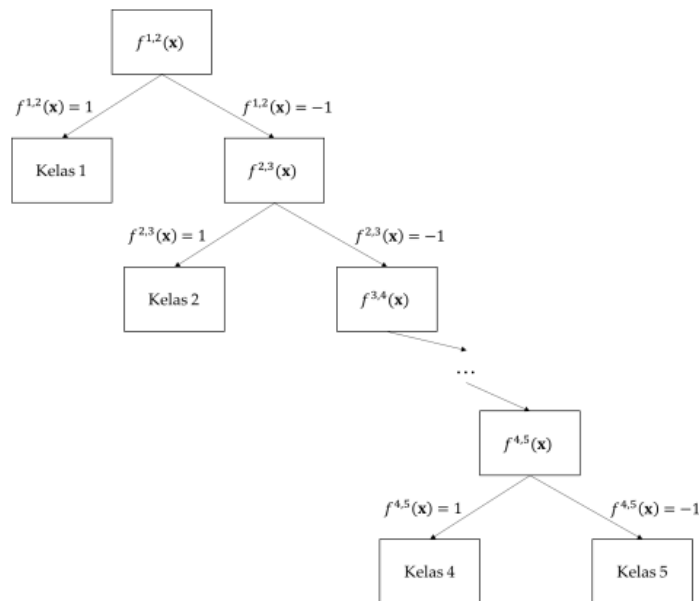 f^{1,2}(x)
f^{1,2}(x) = 1
f^{1,2}(x) = −1
Kelas 1
f^{2,3}(x)
f^{2,3}(x) = 1
f^{2,3}(x) = −1
Kelas 2
f^{3,4}(x)
...
f^{4,5}(x)
f^{4,5}(x) = 1
f^{4,5}(x) = −1
Kelas 4
Kelas 5